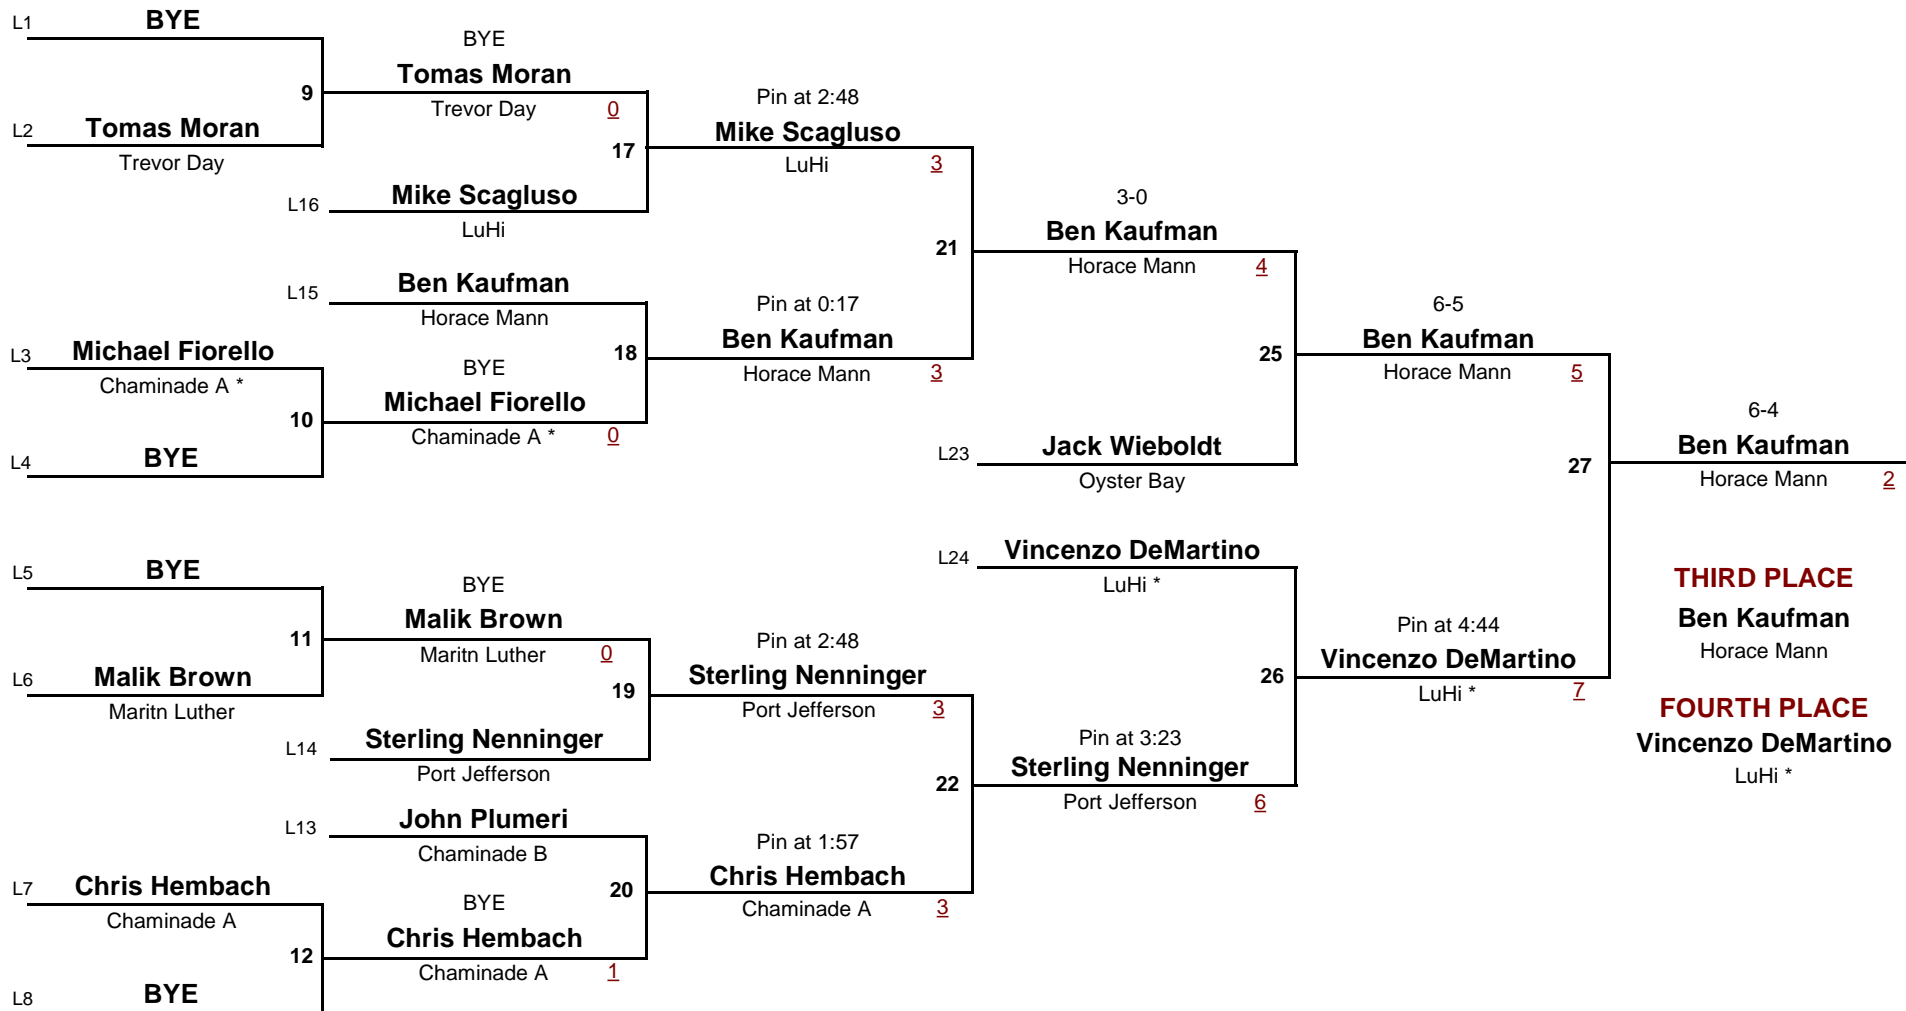 L1 BYE
BYE
Tomas Moran
9
Trevor Day 0
Pin at 2:48
L2 Tomas Moran
Trevor Day
Mike Scagluso
17
LuHi 3
L16 Mike Scagluso
LuHi
3-0
Ben Kaufman
21
Horace Mann 4
L15 Ben Kaufman
Horace Mann
Pin at 0:17
6-5
L3 Michael Fiorello
Chaminade A *
18
Ben Kaufman
Horace Mann 3
25
Ben Kaufman
Horace Mann 5
BYE
Michael Fiorello
10
Chaminade A * 0
6-4
L4 BYE
L23 Jack Wieboldt
Oyster Bay
27
Ben Kaufman
Horace Mann 2
L24 Vincenzo DeMartino
LuHi *
L5 BYE
BYE
Malik Brown
11
Maritn Luther 0
THIRD PLACE
Ben Kaufman
Horace Mann
Pin at 2:48
Pin at 4:44
L6 Malik Brown
Maritn Luther
19
Sterling Nenninger
Port Jefferson 3
26
Vincenzo DeMartino
LuHi * 7
FOURTH PLACE
Vincenzo DeMartino
LuHi *
L14 Sterling Nenninger
Port Jefferson
Pin at 3:23
22
Sterling Nenninger
Port Jefferson 6
L13 John Plumeri
Chaminade B
Pin at 1:57
L7 Chris Hembach
Chaminade A
20
Chris Hembach
Chaminade A 3
BYE
Chris Hembach
12
Chaminade A 1
L8 BYE